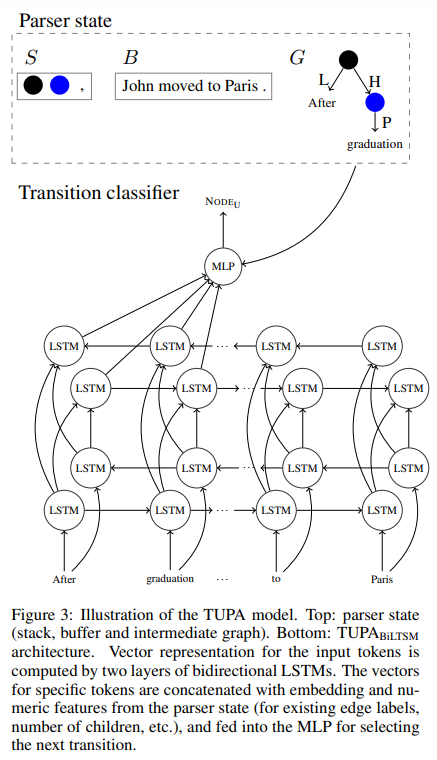 Parser state
S B G
, John moved to Paris .
L H
After
P
graduation
Transition classifier
NODEU
MLP
LSTM LSTM ... LSTM LSTM
LSTM LSTM ... LSTM LSTM
LSTM LSTM ... LSTM LSTM
LSTM LSTM ... LSTM LSTM
After graduation ... to Paris
Figure 3: Illustration of the TUPA model. Top: parser state
(stack, buffer and intermediate graph). Bottom: TUPABiLTSM
architecture. Vector representation for the input tokens is
computed by two layers of bidirectional LSTMs. The vectors
for specific tokens are concatenated with embedding and nu-
meric features from the parser state (for existing edge labels,
number of children, etc.), and fed into the MLP for selecting
the next transition.